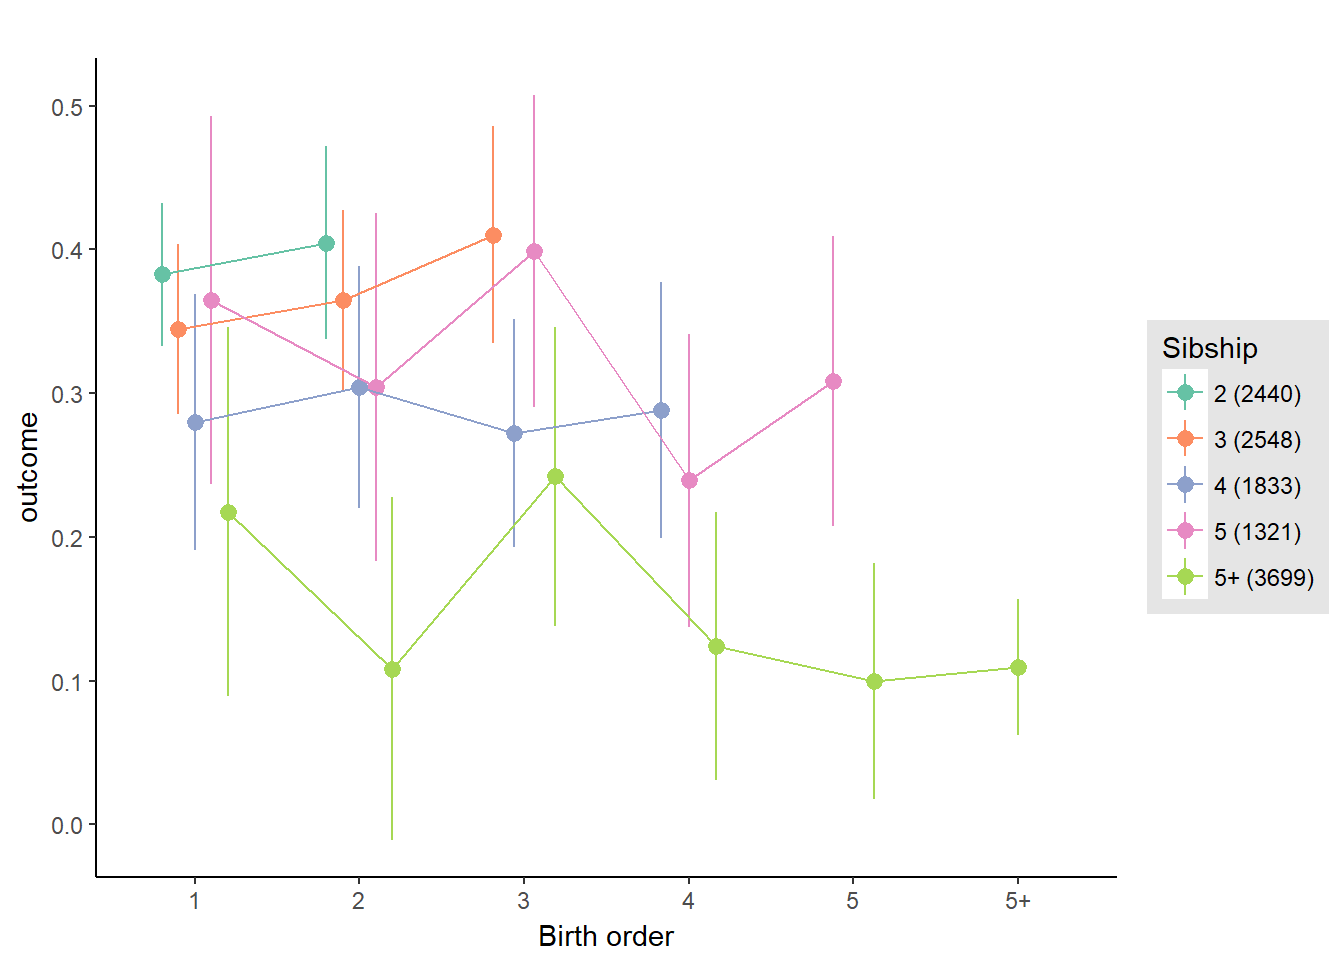 0.5
0.4
0.3
0.2
0.1
0.0
outcome
1 2 3 4 5 5+
Birth order
Sibship
2 (2440)
3 (2548)
4 (1833)
5 (1321)
5+ (3699)